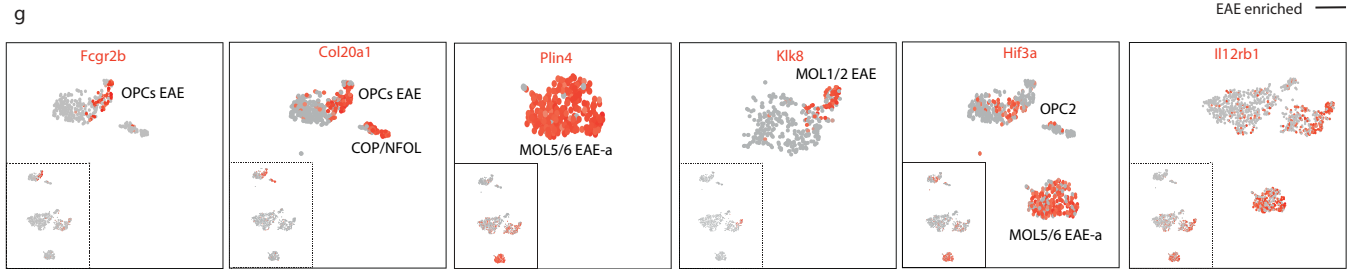 g
EAE enriched
Fcgr2b
OPCs EAE
Col20a1
OPCs EAE
COP/NFOL
Plin4
MOL5/6 EAE-a
Klk8
MOL1/2 EAE
Hif3a
OPC2
MOL5/6 EAE-a
Il12rb1